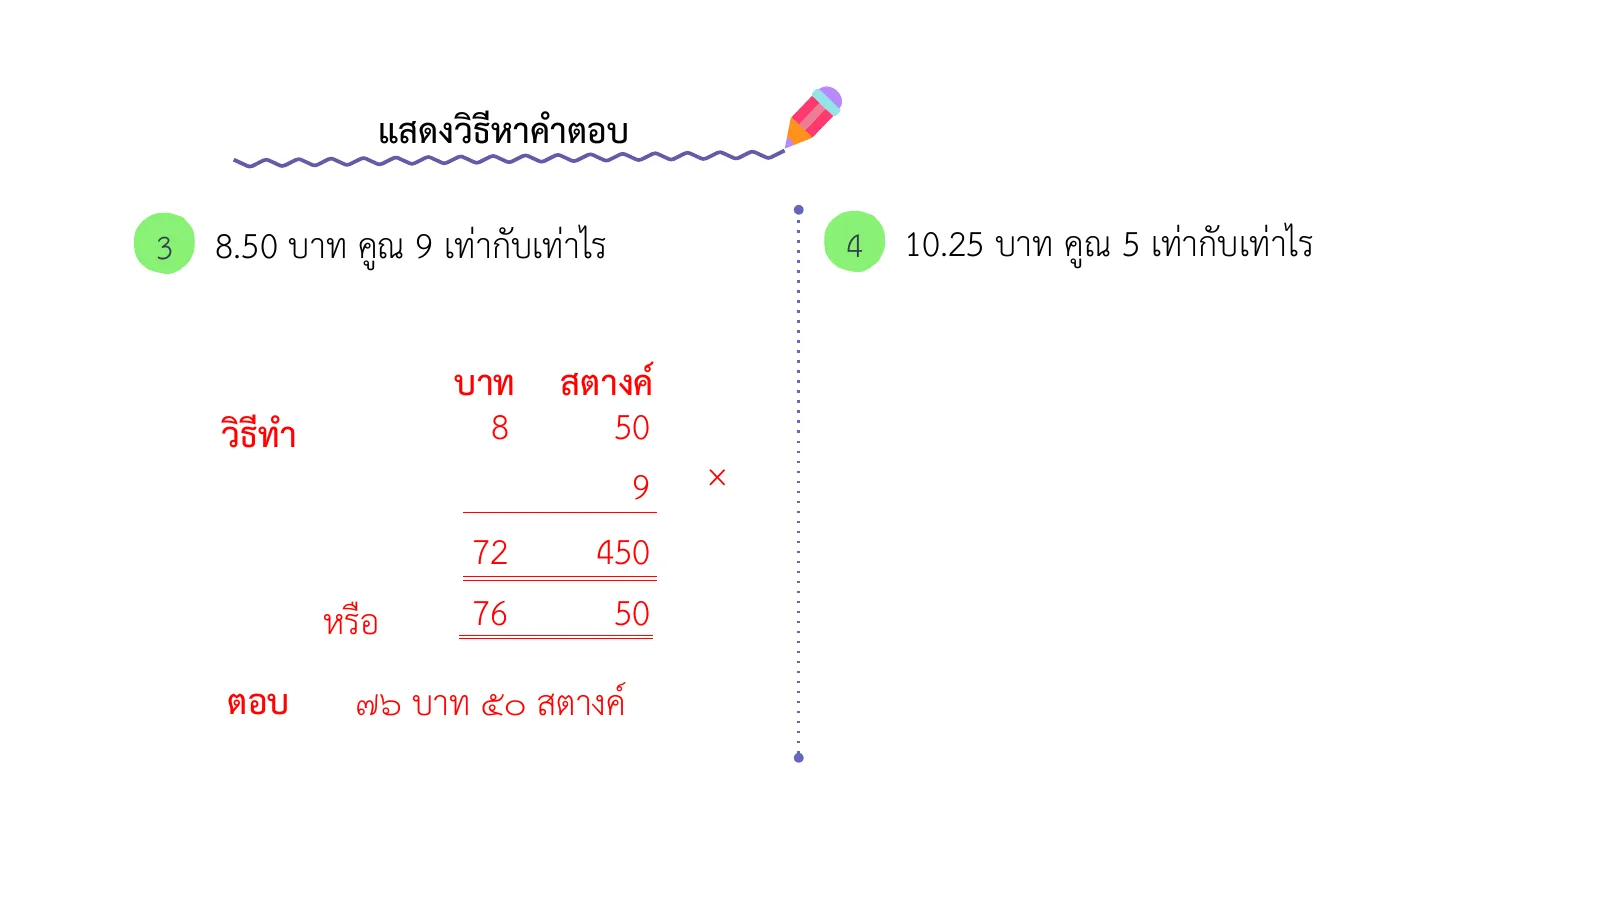 แสดงวิธีหาคำตอบ
3 8.50 บาท คูณ 9 เท่ากับเท่าไร
บาท สตางค์
วิธีทำ 8 50
9 ×
72 450
หรือ 76 50
ตอบ ๗๖ บาท ๕๐ สตางค์
4 10.25 บาท คูณ 5 เท่ากับเท่าไร